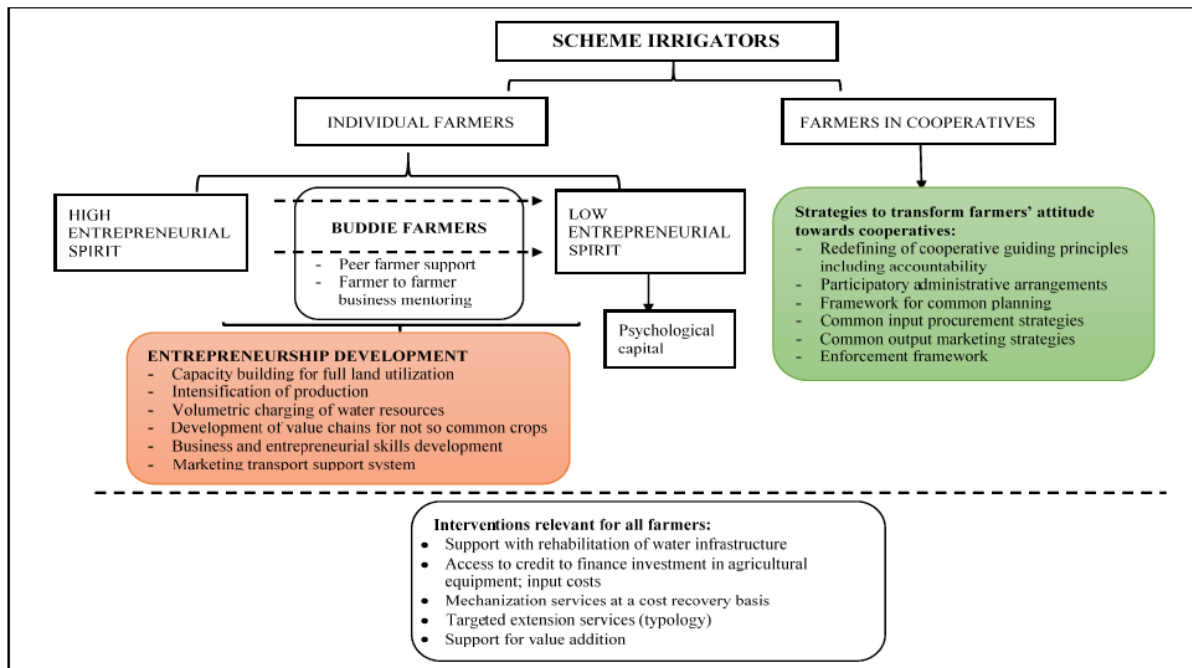 SCHEME IRRIGATORS
INDIVIDUAL FARMERS
FARMERS IN COOPERATIVES
HIGH
ENTREPRENEURIAL
SPIRIT
BUDDIE FARMERS
- Peer farmer support
- Farmer to farmer
business mentoring
LOW
ENTREPRENEURIAL
SPIRIT
Psychological
capital
Strategies to transform farmers' attitude
towards cooperatives:
- Redefining of cooperative guiding principles
including accountability
- Participatory administrative arrangements
- Framework for common planning
- Common input procurement strategies
- Common output marketing strategies
- Enforcement framework
ENTREPRENEURSHIP DEVELOPMENT
- Capacity building for full land utilization
- Intensification of production
- Volumetric charging of water resources
- Development of value chains for not so common crops
- Business and entrepreneurial skills development
- Marketing transport support system
Interventions relevant for all farmers:
• Support with rehabilitation of water infrastructure
• Access to credit to finance investment in agricultural
equipment; input costs
• Mechanization services at a cost recovery basis
• Targeted extension services (typology)
• Support for value addition